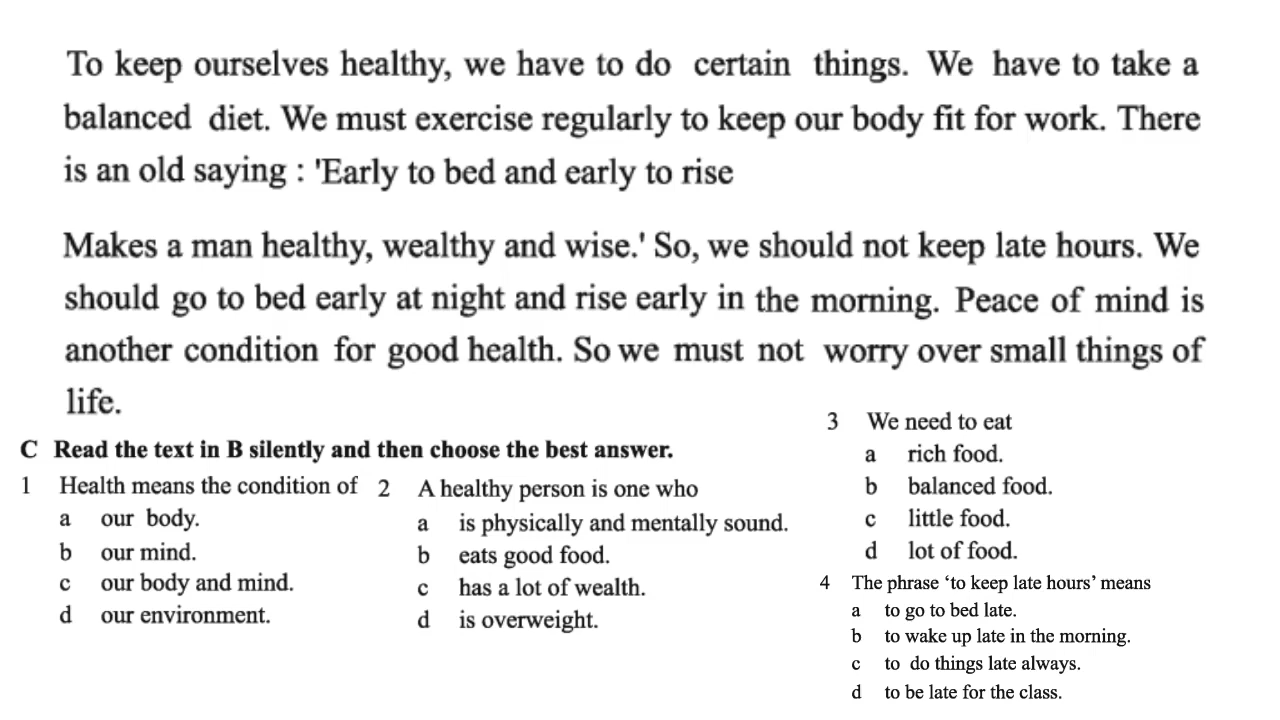 To keep ourselves healthy, we have to do certain things. We have to take a
balanced diet. We must exercise regularly to keep our body fit for work. There
is an old saying : 'Early to bed and early to rise
Makes a man healthy, wealthy and wise.' So, we should not keep late hours. We
should go to bed early at night and rise early in the morning. Peace of mind is
another condition for good health. So we must not worry over small things of
life.
C Read the text in B silently and then choose the best answer.
1 Health means the condition of
a our body.
b our mind.
c our body and mind.
d our environment.
2 A healthy person is one who
a is physically and mentally sound.
b eats good food.
c has a lot of wealth.
d is overweight.
3 We need to eat
a rich food.
b balanced food.
c little food.
d lot of food.
4 The phrase ‘to keep late hours’ means
a to go to bed late.
b to wake up late in the morning.
c to do things late always.
d to be late for the class.